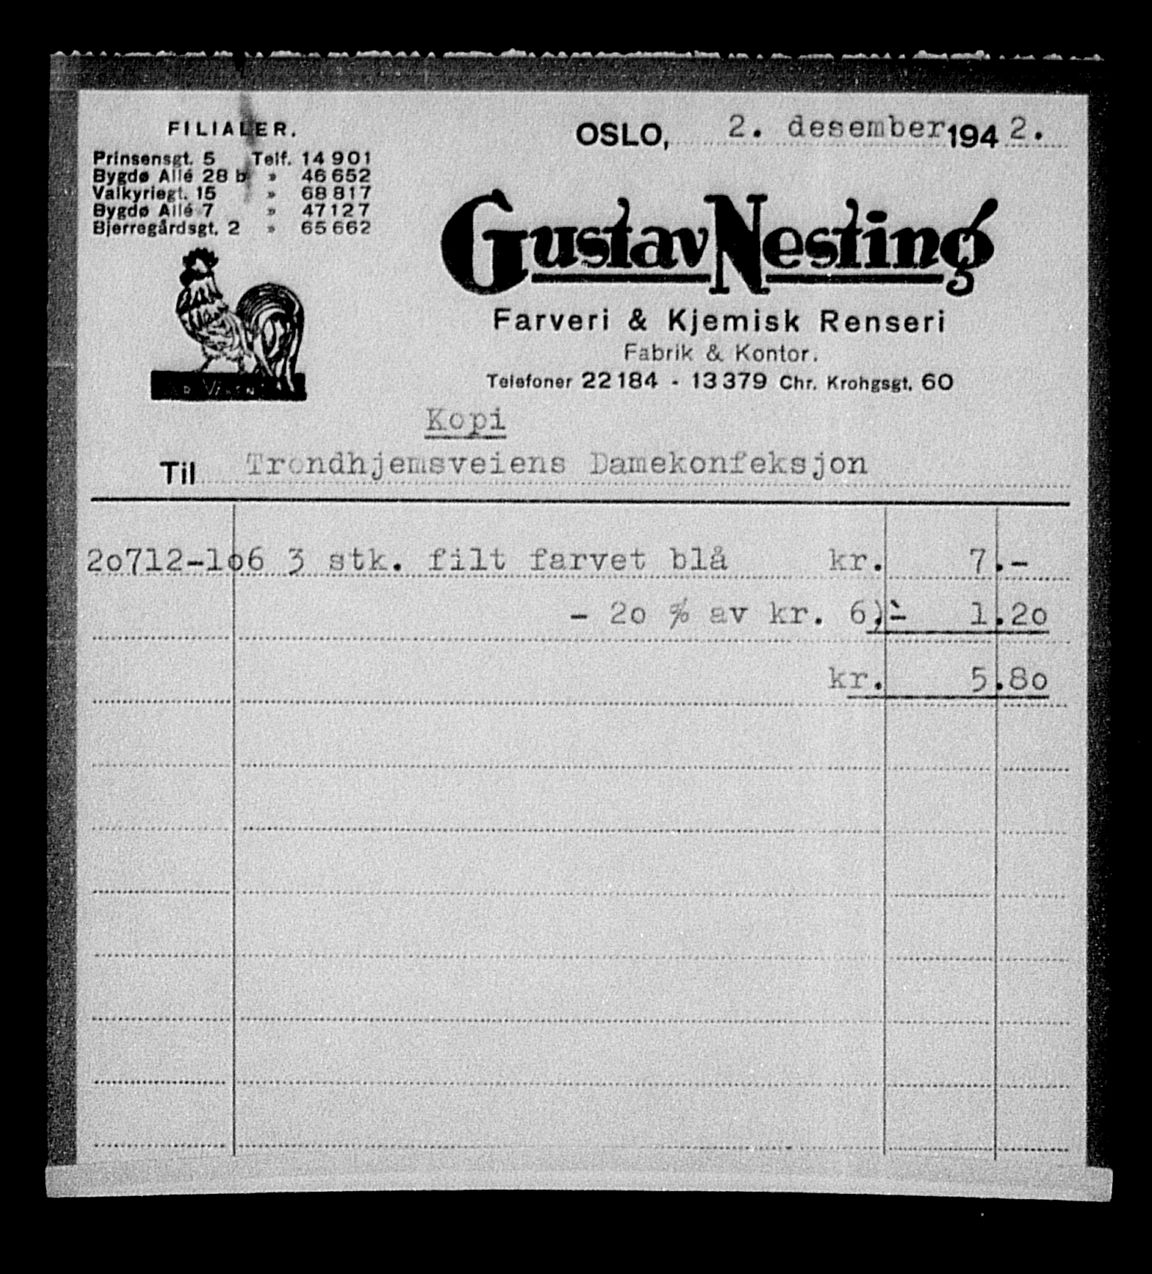 FILIALER.
Prinsensgt. 5 Telf. 14 901
Bygdø Allé 28 b » 46 652
Valkyriegt. 15 » 68 817
Bygdø Allé 7 » 47 127
Bjerregårdsgt. 2 » 65 662
OSLO, 2. desember 194 2.
Gustav Nesting
Farveri & Kjemisk Renseri
Fabrik & Kontor.
Telefoner 22 184 - 13 379 Chr. Krohgsgt. 60
Kopi
Til Trondhjemsveiens Damekonfeksjon
20712-106 3 stk. filt farvet blå kr. 7.-
- 20 % av kr. 6,- 1.20
kr. 5.80